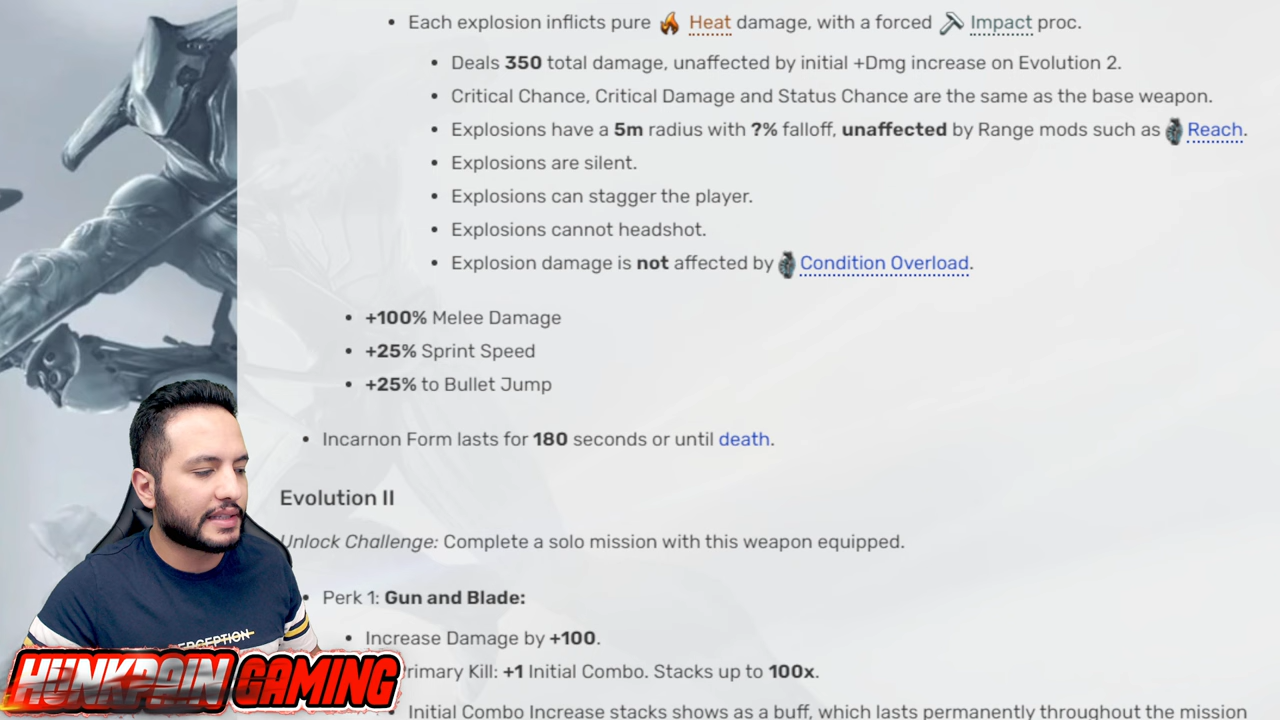 Each explosion inflicts pure Heat damage, with a forced Impact proc.
Deals 350 total damage, unaffected by initial +Dmg increase on Evolution 2.
Critical Chance, Critical Damage and Status Chance are the same as the base weapon.
Explosions have a 5m radius with ?% falloff, unaffected by Range mods such as Reach.
Explosions are silent.
Explosions can stagger the player.
Explosions cannot headshot.
Explosion damage is not affected by Condition Overload.
+100% Melee Damage
+25% Sprint Speed
+25% to Bullet Jump
Incarnon Form lasts for 180 seconds or until death.
Evolution II
Unlock Challenge: Complete a solo mission with this weapon equipped.
Perk 1: Gun and Blade:
Increase Damage by +100.
rimary Kill: +1 Initial Combo. Stacks up to 100x.
Initial Combo Increase stacks shows as a buff, which lasts permanently throughout the mission
ERCEPTION
HUNKPAIN GAMING